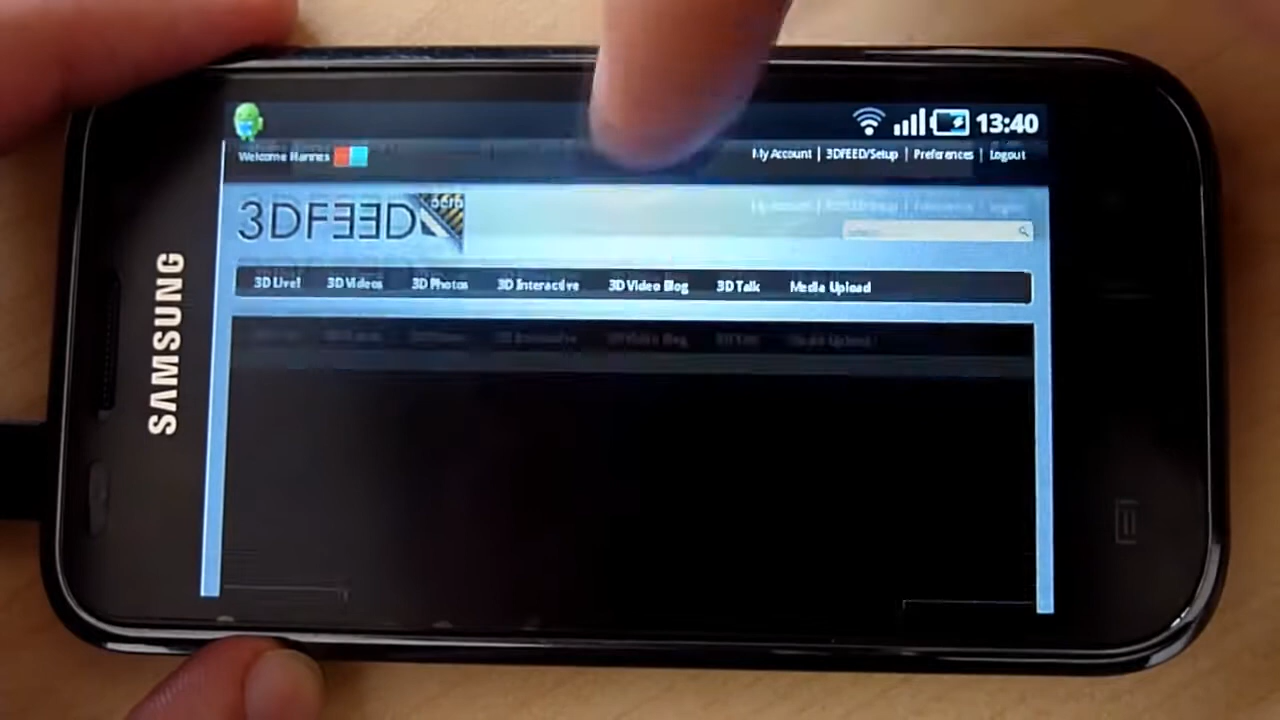 13:40
Welcome Hannes
My Account | 3DFEED/Setup | Preferences | Logout
3DFEED
3D Live! 3D Videos 3D Photos 3D Interactive 3D Video Blog 3D Talk Media Upload
SAMSUNG